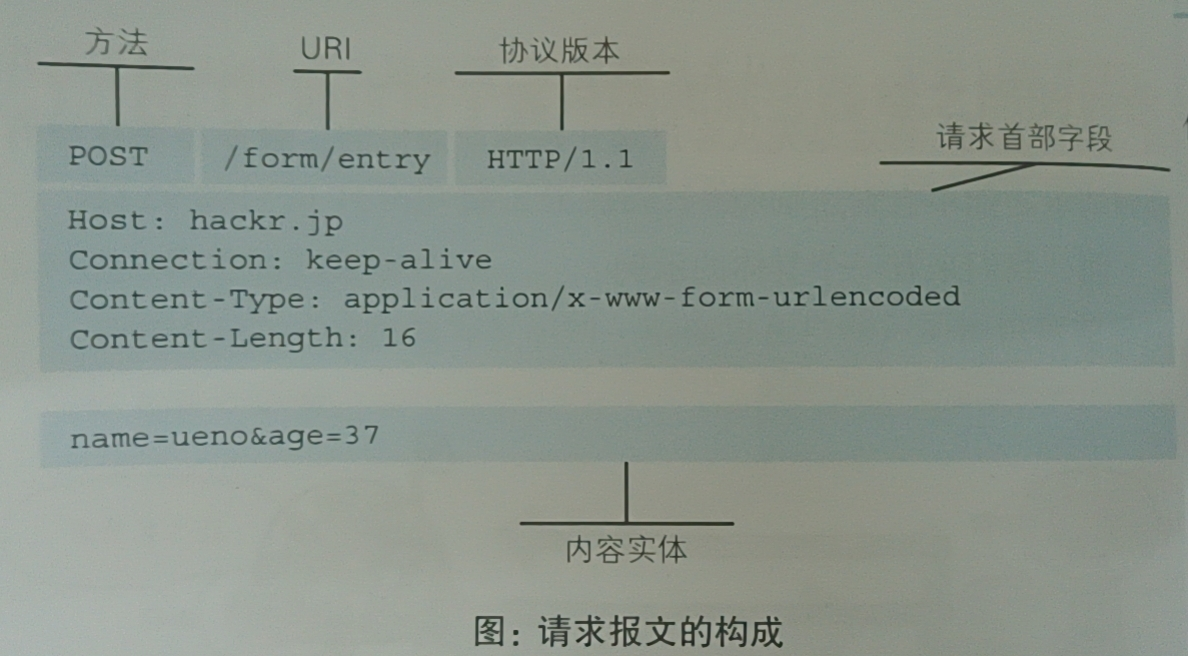 方法 URI 协议版本
请求首部字段
POST /form/entry HTTP/1.1
Host: hackr.jp
Connection: keep-alive
Content-Type: application/x-www-form-urlencoded
Content-Length: 16
name=ueno&age=37
内容实体
图：请求报文的构成